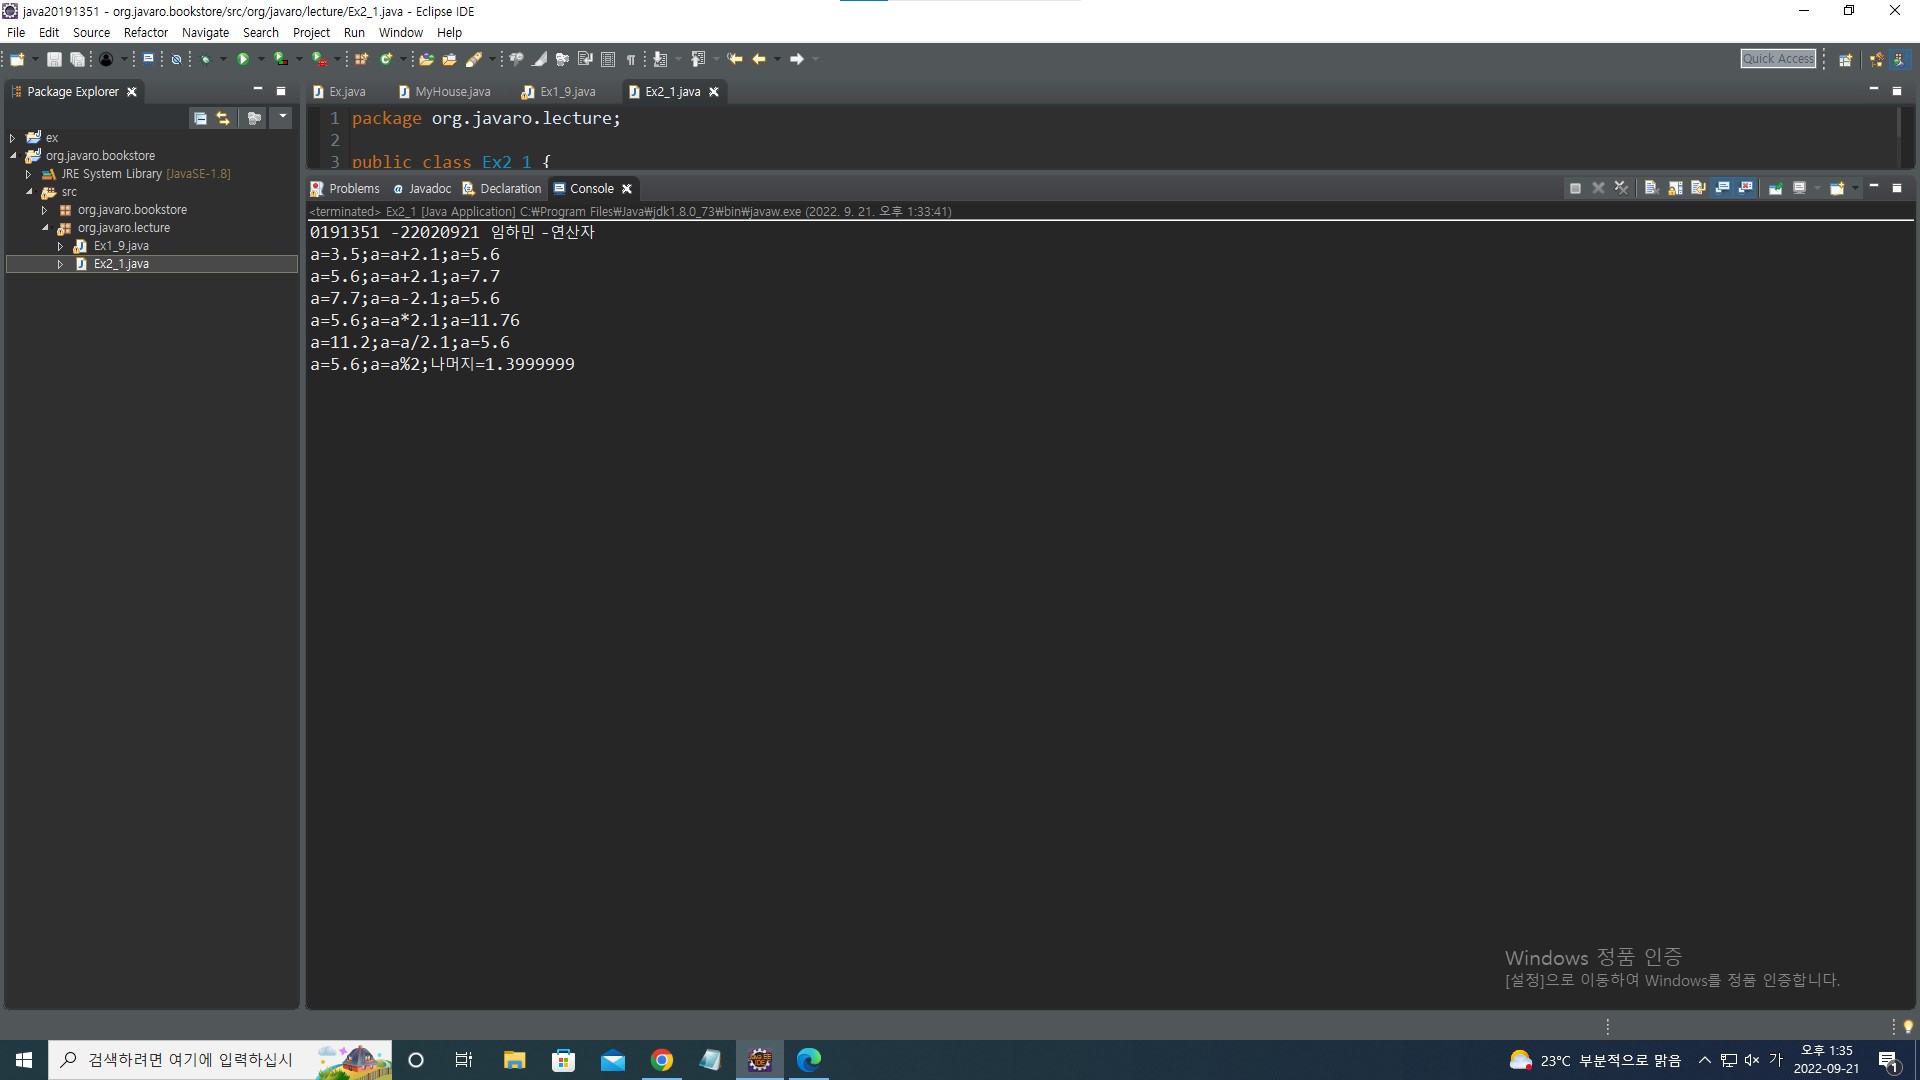 java20191351 - org.javaro.bookstore/src/org/javaro/lecture/Ex2_1.java - Eclipse IDE
File Edit Source Refactor Navigate Search Project Run Window Help
Quick Access
Package Explorer
ex
org.javaro.bookstore
JRE System Library [JavaSE-1.8]
src
org.javaro.bookstore
org.javaro.lecture
Ex1_9.java
Ex2_1.java
Ex.java MyHouse.java Ex1_9.java Ex2_1.java
1 package org.javaro.lecture;
2
3 public class Ex2_1 {
Problems Javadoc Declaration Console
<terminated> Ex2_1 [Java Application] C:₩Program Files₩Java₩jdk1.8.0_73₩bin₩javaw.exe (2022. 9. 21. 오후 1:33:41)
0191351 -22020921 임하민 -연산자
a=3.5;a=a+2.1;a=5.6
a=5.6;a=a+2.1;a=7.7
a=7.7;a=a-2.1;a=5.6
a=5.6;a=a*2.1;a=11.76
a=11.2;a=a/2.1;a=5.6
a=5.6;a=a%2;나머지=1.3999999
Windows 정품 인증
[설정]으로 이동하여 Windows를 정품 인증합니다.
검색하려면 여기에 입력하십시
23°C 부분적으로 맑음
가
오후 1:35
2022-09-21
1